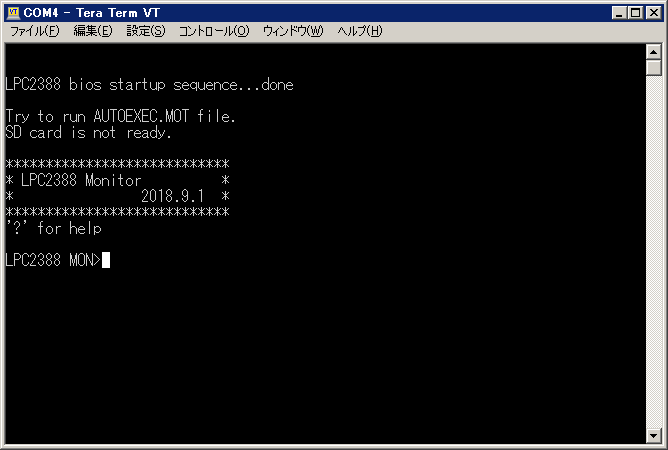 COM4 - Tera Term VT
ファイル(F) 編集(E) 設定(S) コントロール(O) ウィンドウ(W) ヘルプ(H)
LPC2388 bios startup sequence...done
Try to run AUTOEXEC.MOT file.
SD card is not ready.
****************************
* LPC2388 Monitor          *
*                2018.9.1  *
****************************
'?' for help
LPC2388 MON>